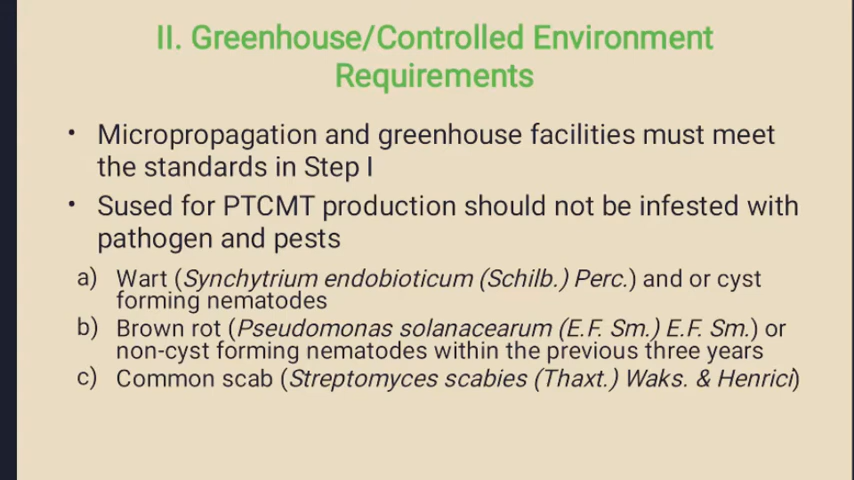 II. Greenhouse/Controlled Environment
Requirements
• Micropropagation and greenhouse facilities must meet
the standards in Step I
• Sused for PTCMT production should not be infested with
pathogen and pests
a) Wart (Synchytrium endobioticum (Schilb.) Perc.) and or cyst
forming nematodes
b) Brown rot (Pseudomonas solanacearum (E.F. Sm.) E.F. Sm.) or
non-cyst forming nematodes within the previous three years
c) Common scab (Streptomyces scabies (Thaxt.) Waks. & Henrici)